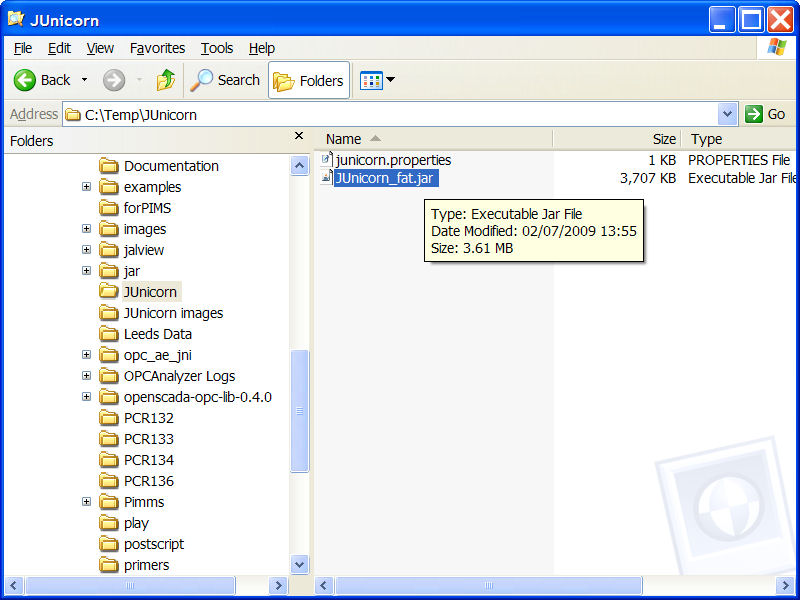 JUnicorn
File Edit View Favorites Tools Help
Back Search Folders
Address C:\Temp\JUnicorn Go
Folders
Name Size Type
Documentation
examples
forPIMS
images
jalview
jar
JUnicorn
JUnicorn images
Leeds Data
opc_ae_jni
OPCAnalyzer Logs
openscada-opc-lib-0.4.0
PCR132
PCR133
PCR134
PCR136
Pimms
play
postscript
primers
junicorn.properties 1 KB PROPERTIES File
JUnicorn_fat.jar 3,707 KB Executable Jar File
Type: Executable Jar File
Date Modified: 02/07/2009 13:55
Size: 3.61 MB